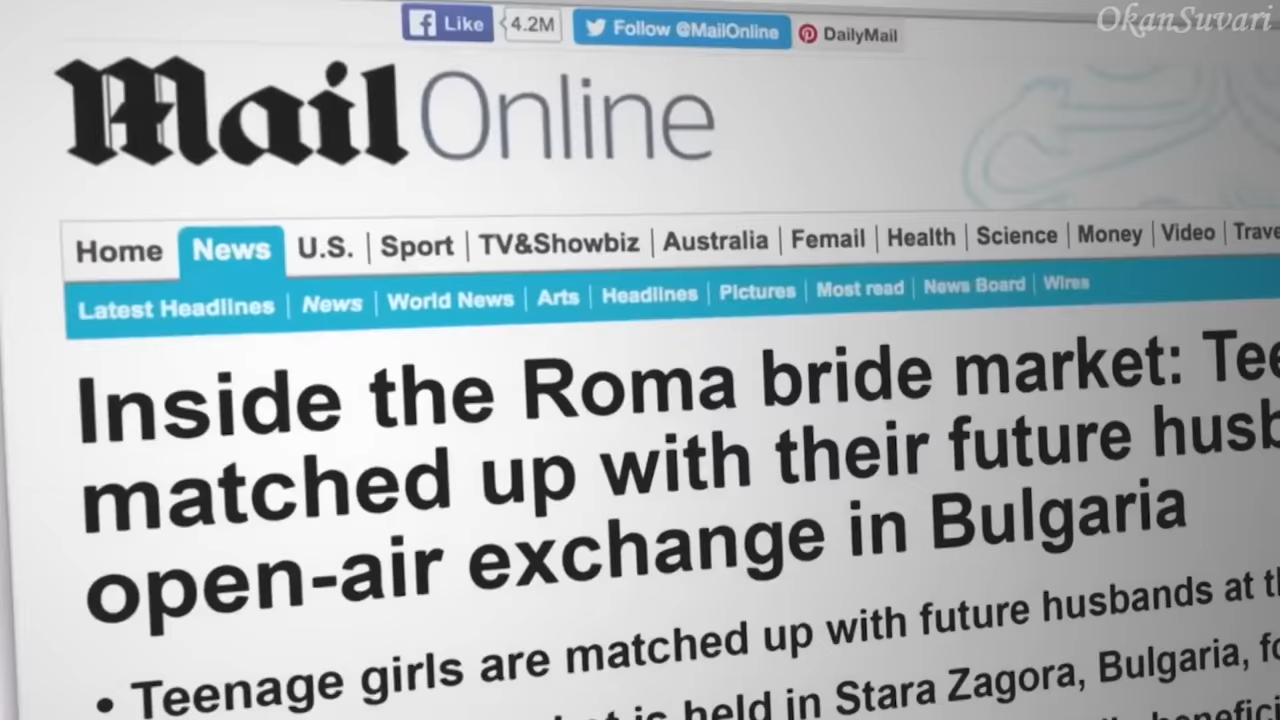 OkanSuvari
Like 4.2M Follow @MailOnline DailyMail
Mail Online
Home News U.S. Sport TV&Showbiz Australia Femail Health Science Money Video
Latest Headlines News World News Arts Headlines Pictures Most read News Board Wires
Inside the Roma bride market:
matched up with their future
open-air exchange in Bulgaria
• Teenage girls are matched up with future husbands at
is held in Stara Zagora, Bulgaria,